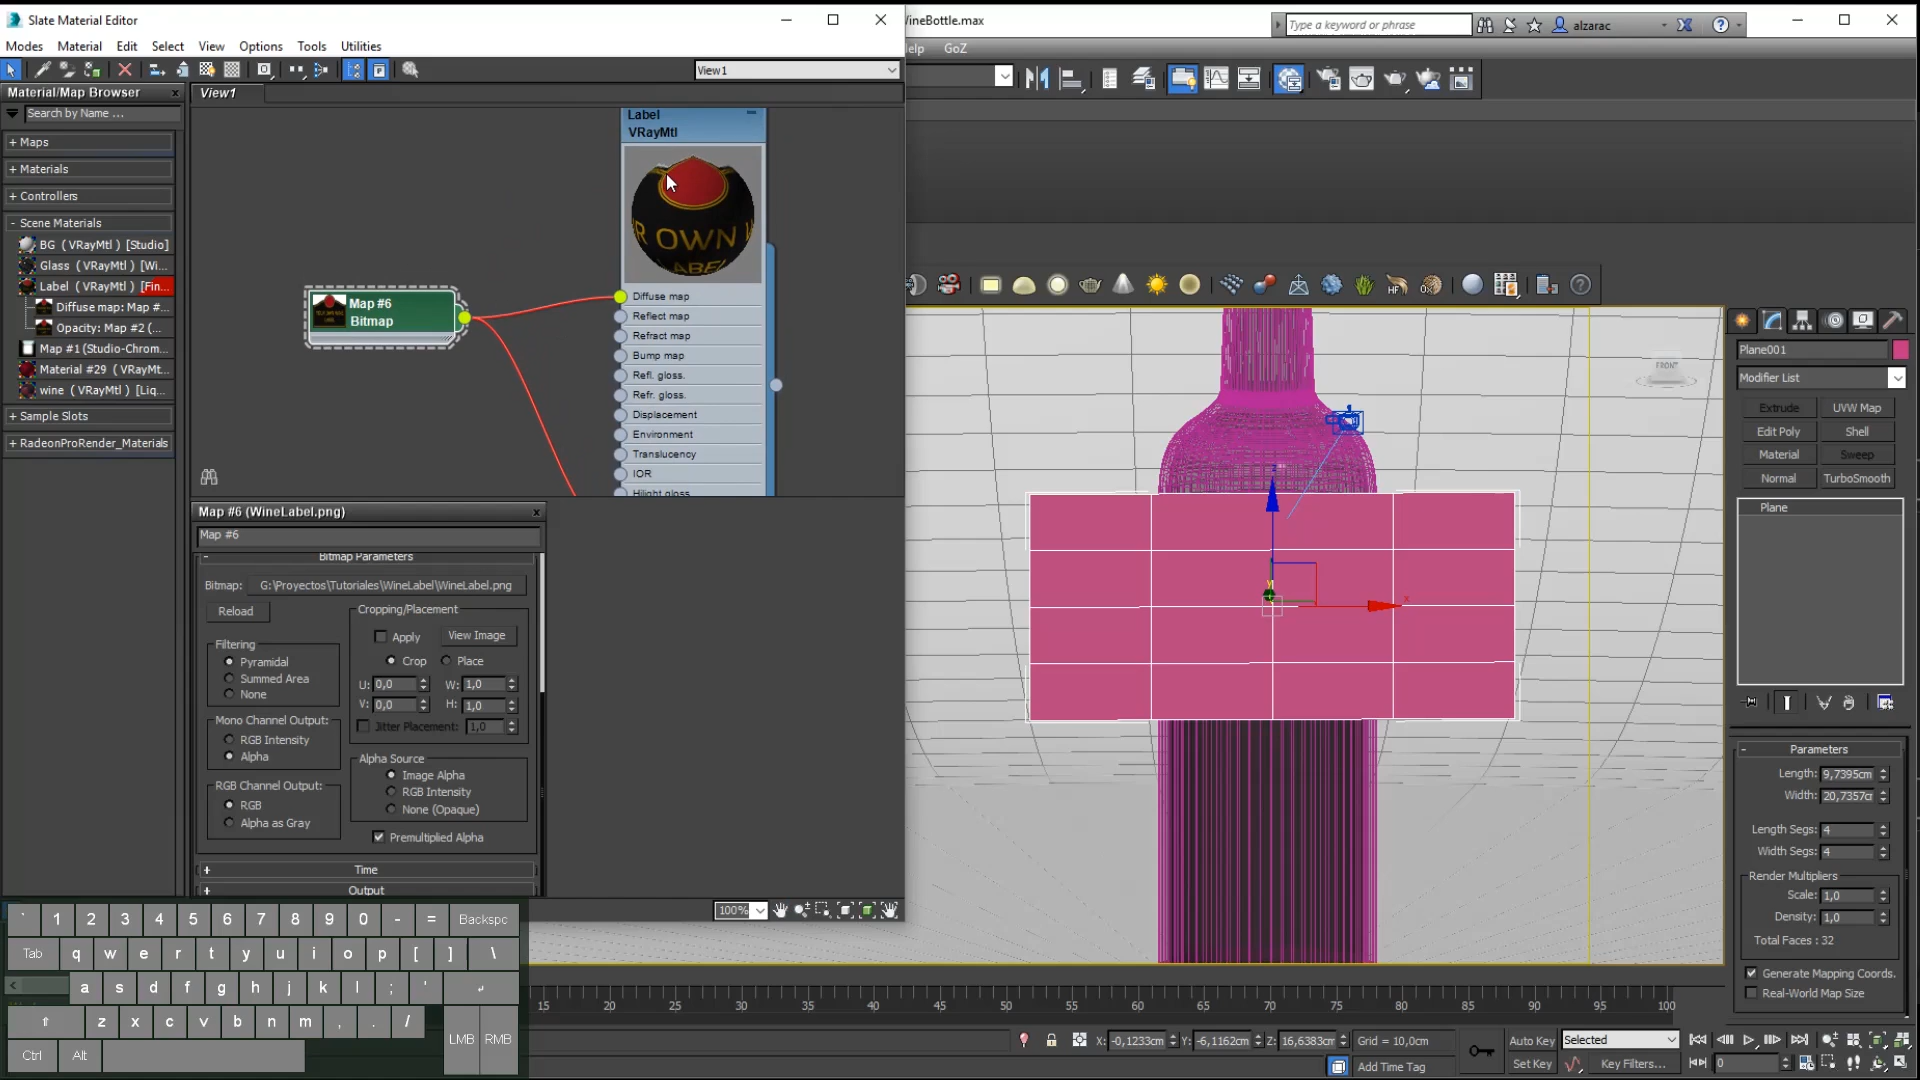 Slate Material Editor
WineBottle.max
Type a keyword or phrase
alzarac
Modes Material Edit Select View Options Tools Utilities
elp GoZ
View1
Material/Map Browser x
View1
Search by Name ...
+ Maps
+ Materials
+ Controllers
- Scene Materials
BG ( VRayMtl ) [Studio]
Glass ( VRayMtl ) [Wi...
Label ( VRayMtl ) [Fin...
Diffuse map: Map #...
Opacity: Map #2 (...
Map #1(Studio-Chrom...
Material #29 ( VRayMt...
wine ( VRayMtl ) [Liq...
+ Sample Slots
+ RadeonProRender_Materials
Label
VRayMtl
R OWN W
ABEL
Map #6
Bitmap
Diffuse map
Reflect map
Refract map
Bump map
Refl. gloss.
Refr. gloss.
Displacement
Environment
Translucency
IOR
Hilight gloss
Map #6 (WineLabel.png) x
Map #6
Bitmap Parameters
Bitmap: G:\Proyectos\Tutoriales\WineLabel\WineLabel.png
Reload
Cropping/Placement
Apply View Image
Crop Place
U: 0,0 W: 1,0
V: 0,0 H: 1,0
Jitter Placement: 1,0
Filtering
Pyramidal
Summed Area
None
Mono Channel Output:
RGB Intensity
Alpha
RGB Channel Output:
RGB
Alpha as Gray
Alpha Source
Image Alpha
RGB Intensity
None (Opaque)
Premultiplied Alpha
+ Time
+ Output
100%
FRONT
x
Plane001
Modifier List
Extrude UVW Map
Edit Poly Shell
Material Sweep
Normal TurboSmooth
Plane
- Parameters
Length: 9,7395cm
Width: 20,7357cr
Length Segs: 4
Width Segs: 4
Render Multipliers
Scale: 1,0
Density: 1,0
Total Faces : 32
Generate Mapping Coords.
Real-World Map Size
` 1 2 3 4 5 6 7 8 9 0 - = Backspc
Tab q w e r t y u i o p [ ] \
a s d f g h j k l ; '
z x c v b n m , . /
Ctrl Alt
LMB RMB
15 20 25 30 35 40 45 50 55 60 65 70 75 80 85 90 95 100
X: -0,1233cm Y: -6,1162cm Z: 16,6383cm Grid = 10,0cm
Add Time Tag
Auto Key Selected
Set Key Key Filters...
0